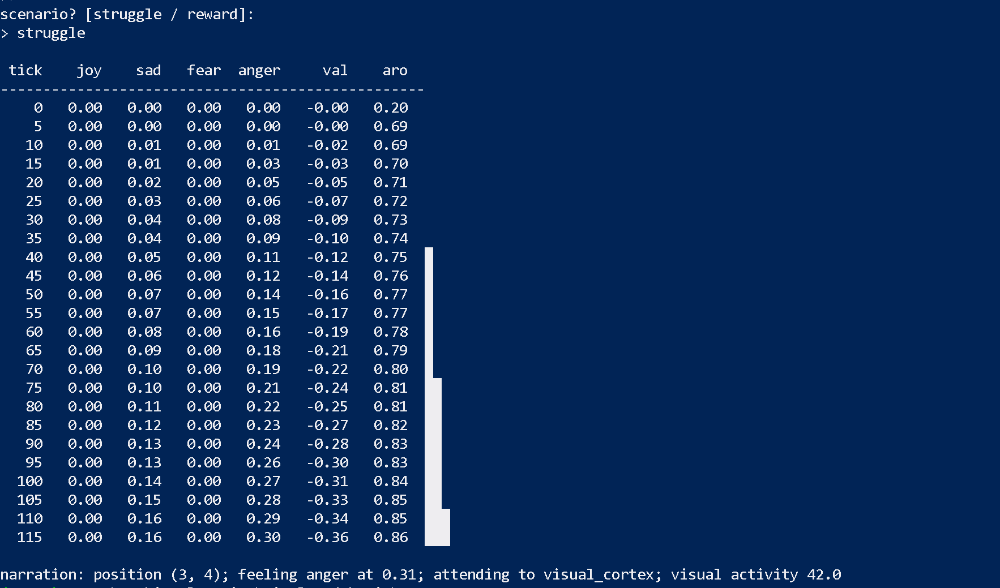 scenario? [struggle / reward]:
> struggle
tick joy sad fear anger val aro
--------------------------------------------------
0 0.00 0.00 0.00 0.00 -0.00 0.20
5 0.00 0.00 0.00 0.00 -0.00 0.69
10 0.00 0.01 0.00 0.01 -0.02 0.69
15 0.00 0.01 0.00 0.03 -0.03 0.70
20 0.00 0.02 0.00 0.05 -0.05 0.71
25 0.00 0.03 0.00 0.06 -0.07 0.72
30 0.00 0.04 0.00 0.08 -0.09 0.73
35 0.00 0.04 0.00 0.09 -0.10 0.74
40 0.00 0.05 0.00 0.11 -0.12 0.75
45 0.00 0.06 0.00 0.12 -0.14 0.76
50 0.00 0.07 0.00 0.14 -0.16 0.77
55 0.00 0.07 0.00 0.15 -0.17 0.77
60 0.00 0.08 0.00 0.16 -0.19 0.78
65 0.00 0.09 0.00 0.18 -0.21 0.79
70 0.00 0.10 0.00 0.19 -0.22 0.80
75 0.00 0.10 0.00 0.21 -0.24 0.81
80 0.00 0.11 0.00 0.22 -0.25 0.81
85 0.00 0.12 0.00 0.23 -0.27 0.82
90 0.00 0.13 0.00 0.24 -0.28 0.83
95 0.00 0.13 0.00 0.26 -0.30 0.83
100 0.00 0.14 0.00 0.27 -0.31 0.84
105 0.00 0.15 0.00 0.28 -0.33 0.85
110 0.00 0.16 0.00 0.29 -0.34 0.85
115 0.00 0.16 0.00 0.30 -0.36 0.86
narration: position (3, 4); feeling anger at 0.31; attending to visual_cortex; visual activity 42.0